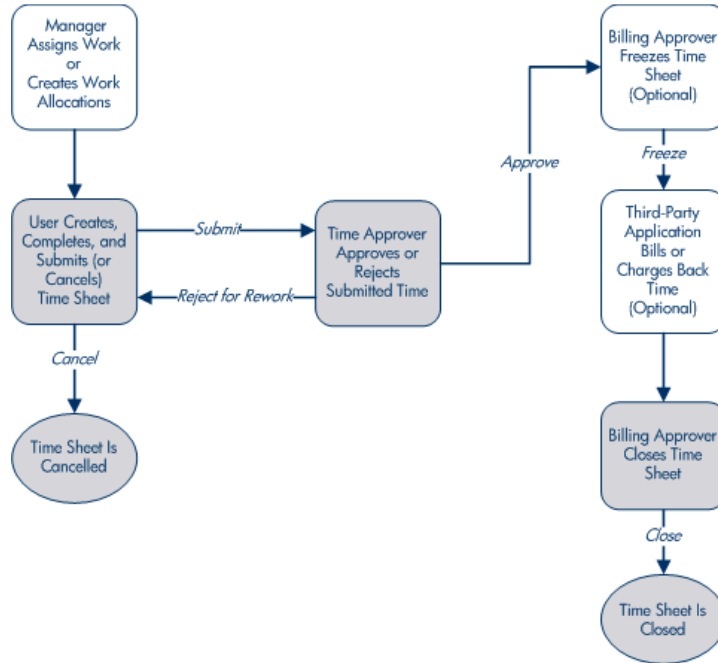 Manager
Assigns Work
or
Creates Work
Allocations
User Creates,
Completes, and
Submits (or
Cancels)
Time Sheet
Submit
Reject for Rework
Cancel
Time Sheet Is
Cancelled
Time Approver
Approves or
Rejects
Submitted Time
Approve
Billing Approver
Freezes Time
Sheet
(Optional)
Freeze
Third-Party
Application
Bills or
Charges Back
Time
(Optional)
Billing Approver
Closes Time
Sheet
Close
Time Sheet Is
Closed